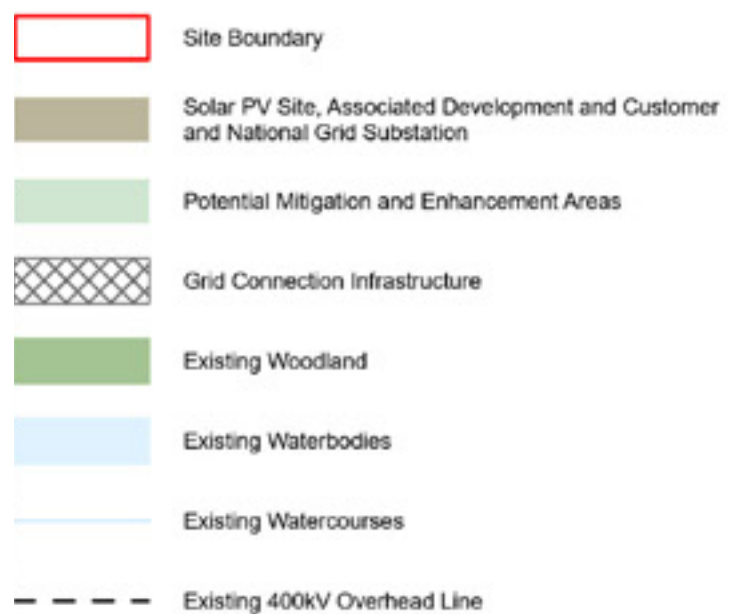 Site Boundary
Solar PV Site, Associated Development and Customer
and National Grid Substation
Potential Mitigation and Enhancement Areas
Grid Connection Infrastructure
Existing Woodland
Existing Waterbodies
Existing Watercourses
Existing 400kV Overhead Line